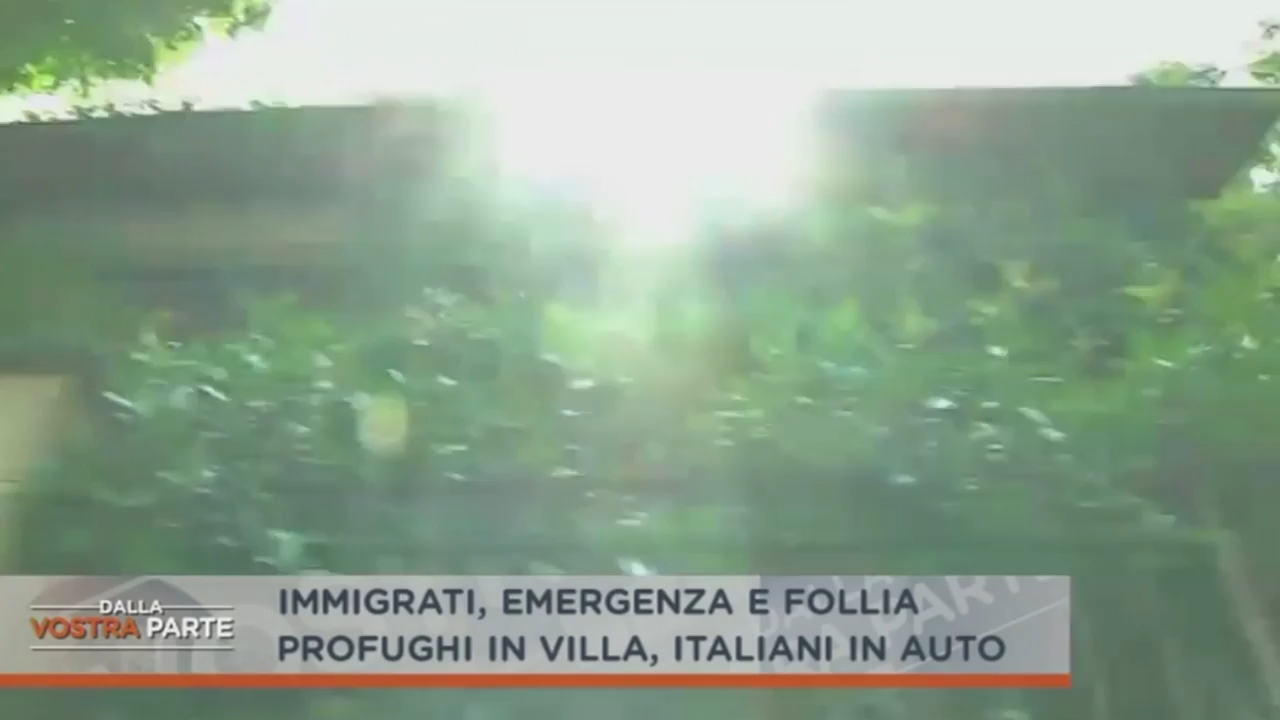 DALLA
VOSTRA PARTE
IMMIGRATI, EMERGENZA E FOLLIA
PROFUGHI IN VILLA, ITALIANI IN AUTO